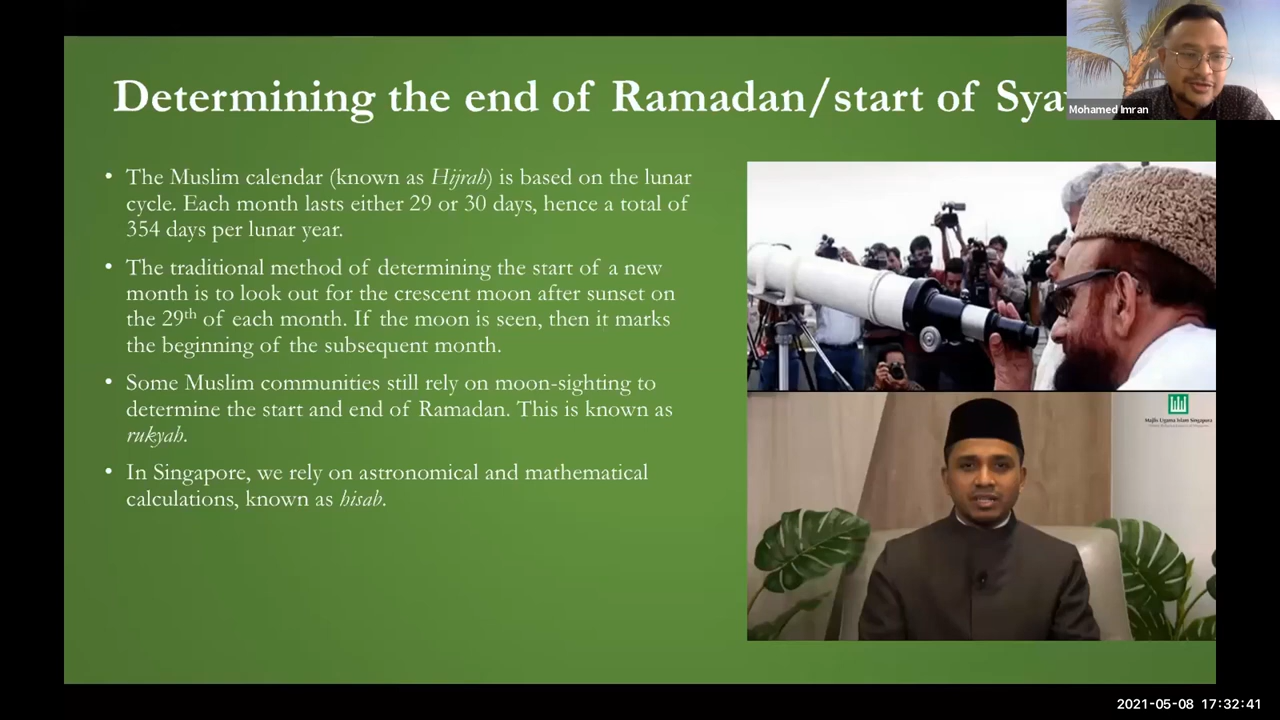 Determining the end of Ramadan/start of
Mohamed Imran
• The Muslim calendar (known as Hijrah) is based on the lunar
cycle. Each month lasts either 29 or 30 days, hence a total of
354 days per lunar year.
• The traditional method of determining the start of a new
month is to look out for the crescent moon after sunset on
the 29th of each month. If the moon is seen, then it marks
the beginning of the subsequent month.
• Some Muslim communities still rely on moon-sighting to
determine the start and end of Ramadan. This is known as
rukyah.
• In Singapore, we rely on astronomical and mathematical
calculations, known as hisab.
Majlis Ugama Islam Singapura
2021-05-08 17:32:41